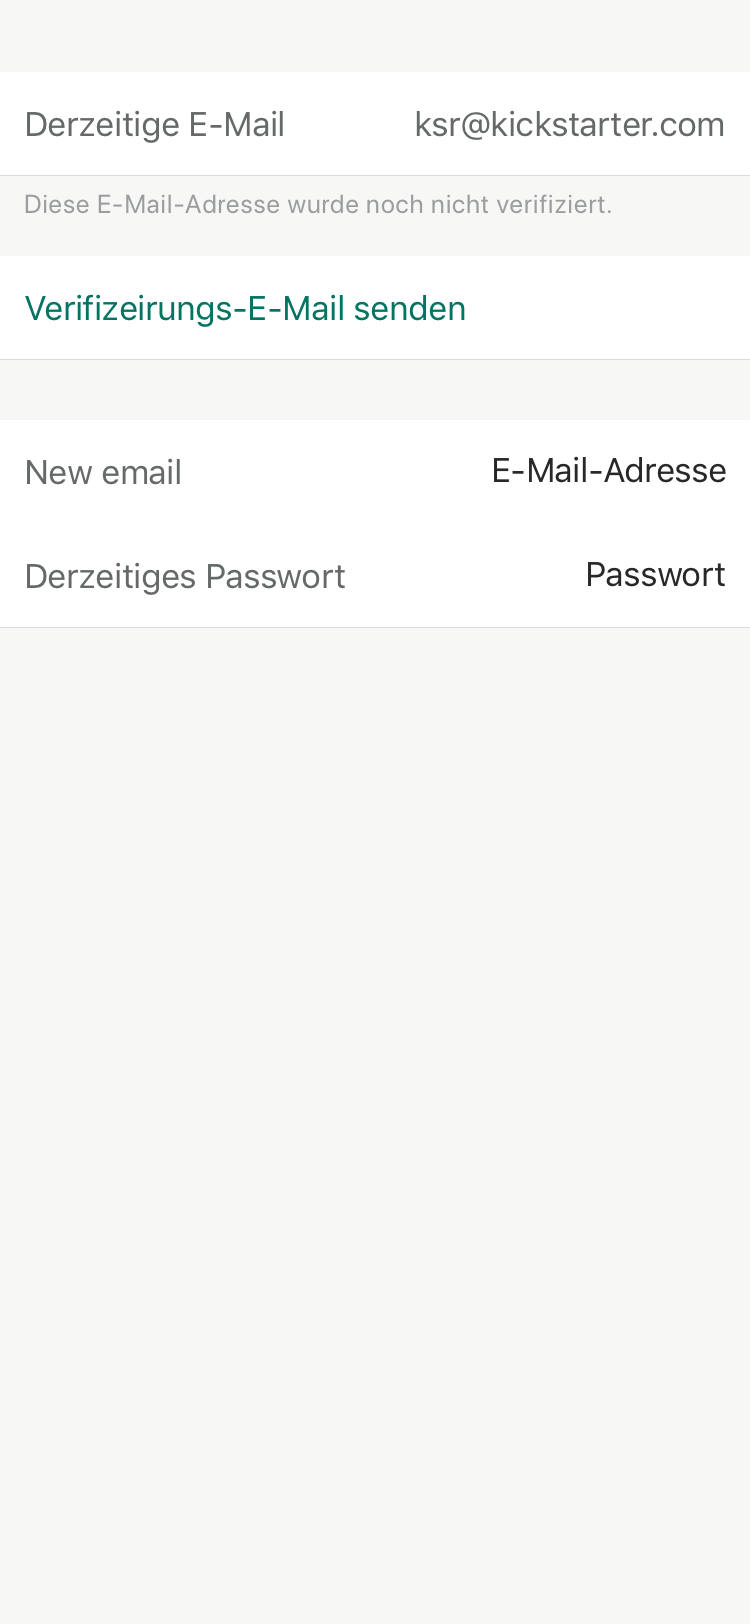 Derzeitige E-Mail ksr@kickstarter.com
Diese E-Mail-Adresse wurde noch nicht verifiziert.
Verifizeirungs-E-Mail senden
New email E-Mail-Adresse
Derzeitiges Passwort Passwort